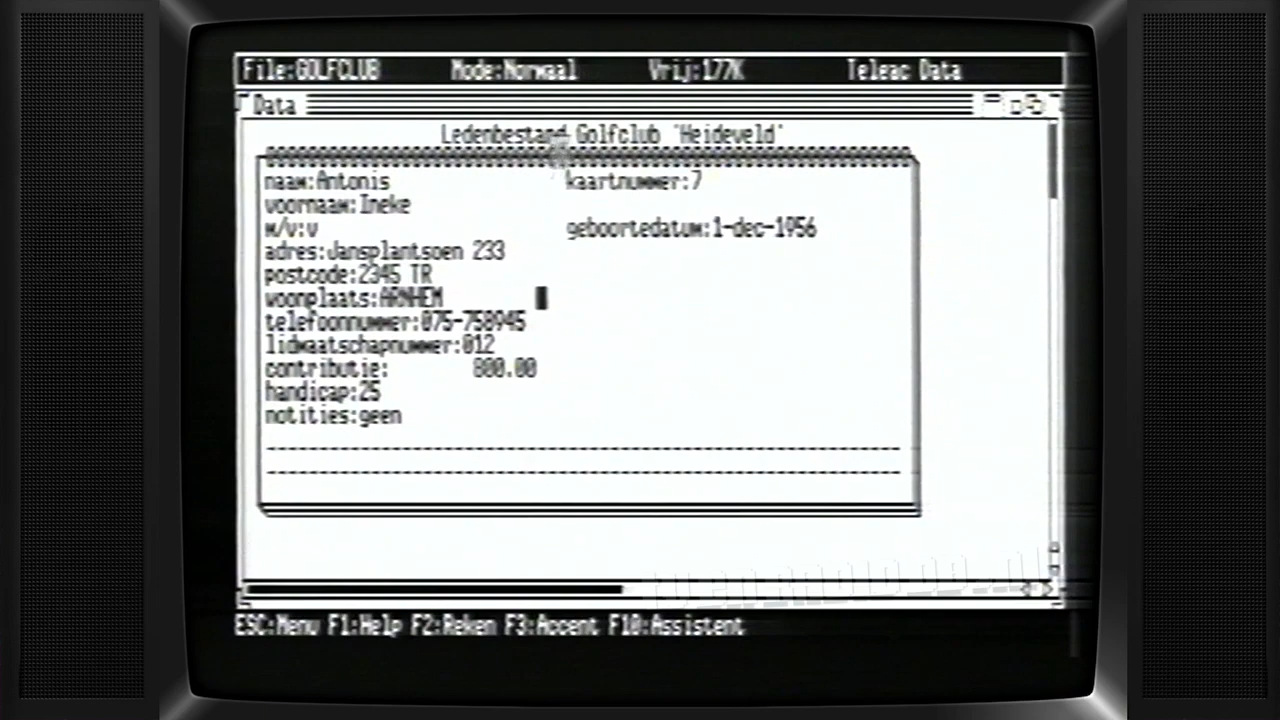 File:GOLFCLUB Mode:Normaal Vrij:177K Teleac Data
Data
Ledenbestand Golfclub 'Heideveld'
naam:Antonis kaartnummer:7
voornaam:Ineke
m/v:v geboortedatum:1-dec-1956
adres:Jansplantsoen 233
postcode:2345 TR
woonplaats:ARNHEM
telefoonnummer:075-758945
lidmaatschapnummer:012
contributie: 800.00
handicap:25
notities:geen
ESC:Menu F1:Help F2:Reken F3:Accent F10:Assistent